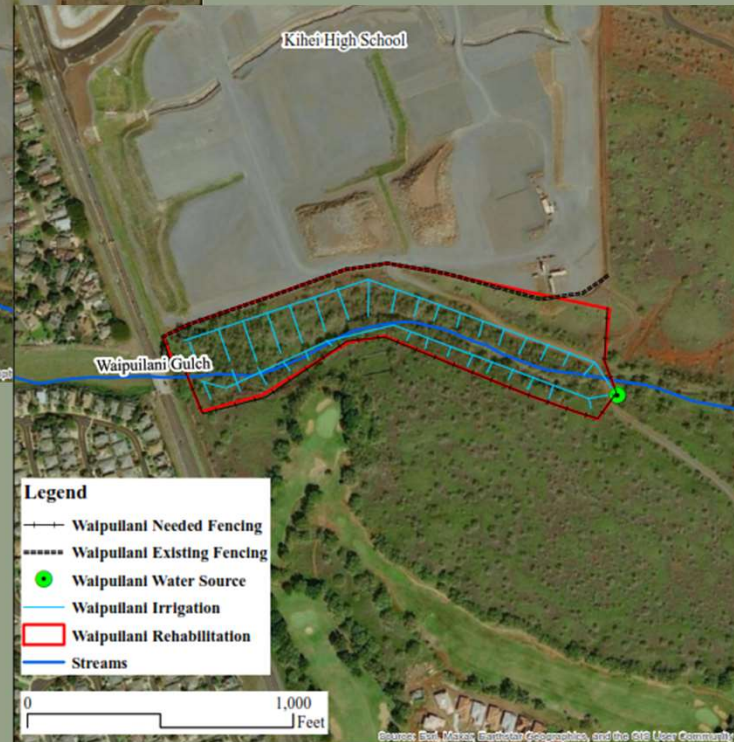 Kihei High School
Waipuilani Gulch
Legend
Waipuilani Needed Fencing
Waipuilani Existing Fencing
Waipuilani Water Source
Waipuilani Irrigation
Waipuilani Rehabilitation
Streams
0 1,000
Feet
Source: Esri, Maxar, Earthstar Geographics, and the GIS User Communit